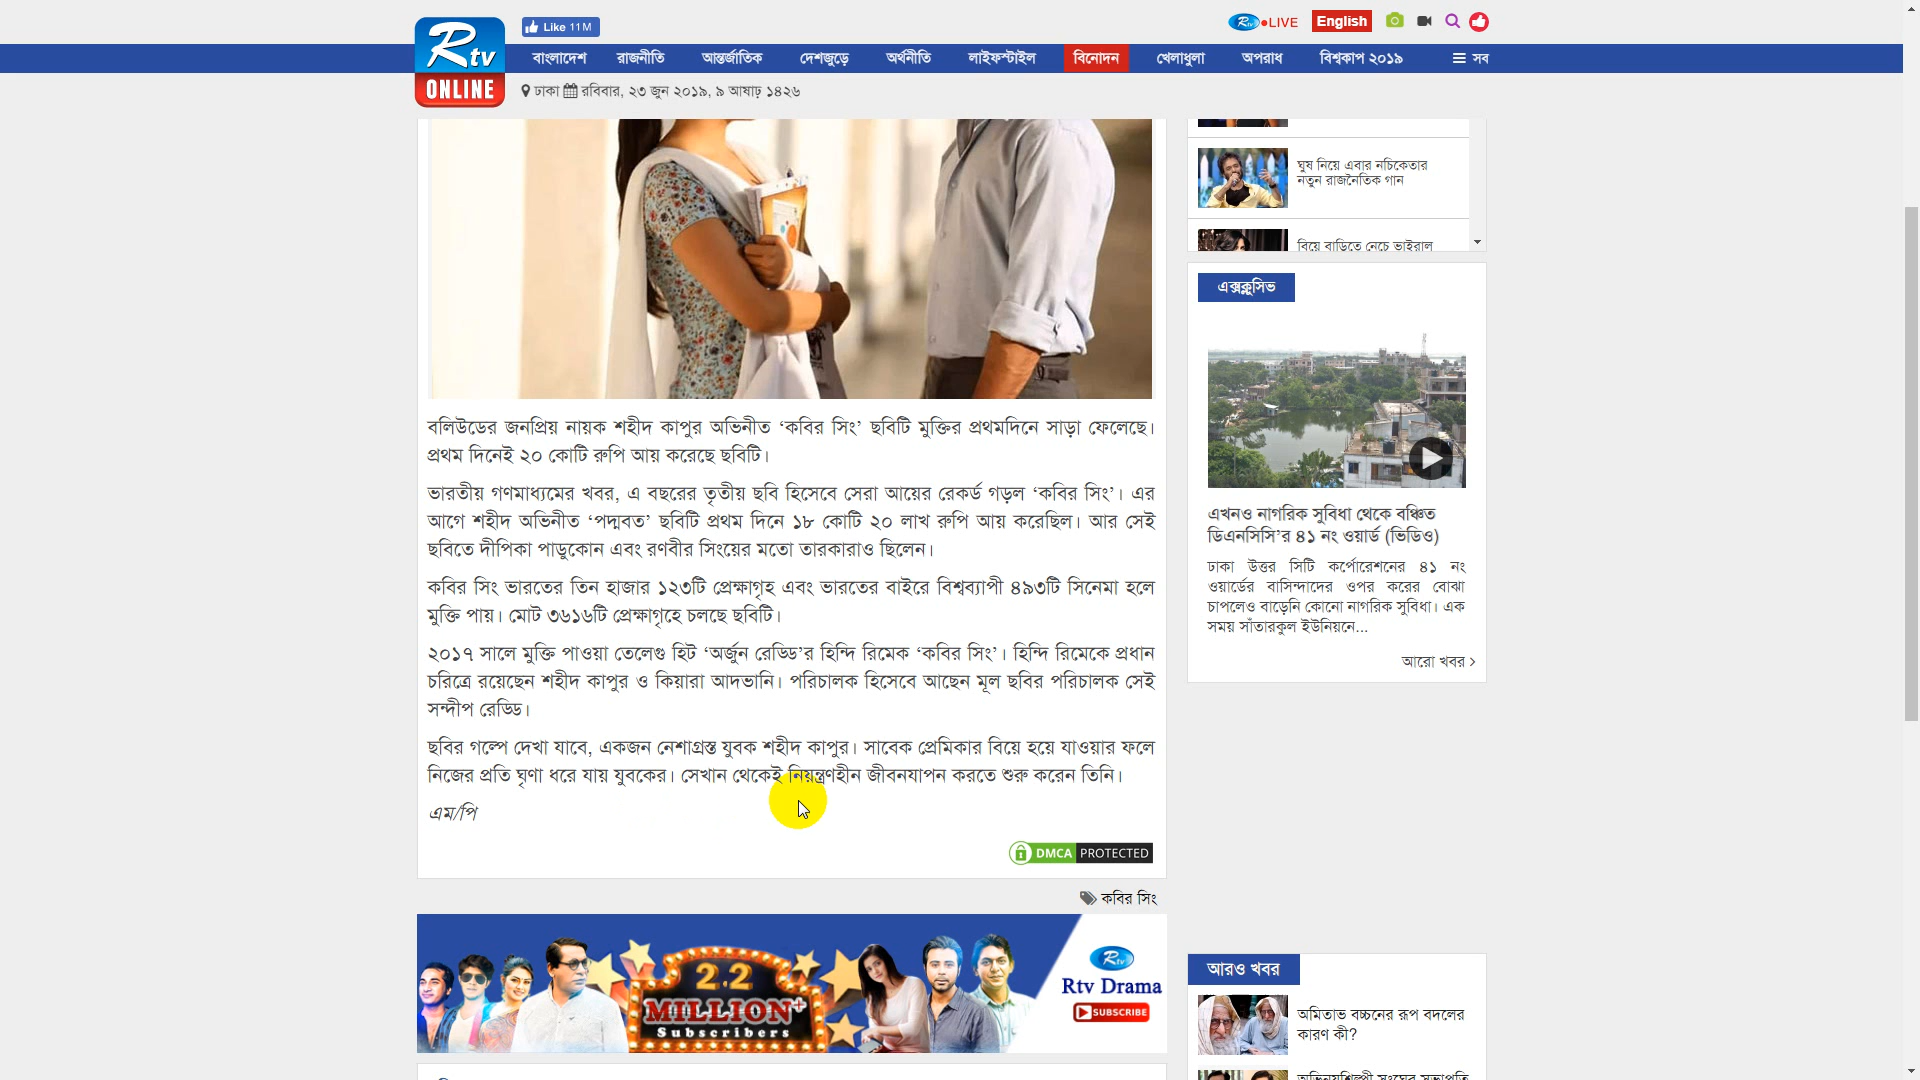 Rtv
ONLINE
Like 11M
Rtv LIVE English
বাংলাদেশ রাজনীতি আন্তর্জাতিক দেশজুড়ে অর্থনীতি লাইফস্টাইল বিনোদন খেলাধুলা অপরাধ বিশ্বকাপ ২০১৯ সব
ঢাকা রবিবার, ২৩ জুন ২০১৯, ৯ আষাঢ় ১৪২৬
বলিউডের জনপ্রিয় নায়ক শহীদ কাপুর অভিনীত ‘কবির সিং’ ছবিটি মুক্তির প্রথমদিনে সাড়া ফেলেছে।
প্রথম দিনেই ২০ কোটি রুপি আয় করেছে ছবিটি।
ভারতীয় গণমাধ্যমের খবর, এ বছরের তৃতীয় ছবি হিসেবে সেরা আয়ের রেকর্ড গড়ল ‘কবির সিং’। এর
আগে শহীদ অভিনীত ‘পদ্মবত’ ছবিটি প্রথম দিনে ১৮ কোটি ২০ লাখ রুপি আয় করেছিল। আর সেই
ছবিতে দীপিকা পাডুকোন এবং রণবীর সিংয়ের মতো তারকারাও ছিলেন।
কবির সিং ভারতের তিন হাজার ১২৩টি প্রেক্ষাগৃহ এবং ভারতের বাইরে বিশ্বব্যাপী ৪৯৩টি সিনেমা হলে
মুক্তি পায়। মোট ৩৬১৬টি প্রেক্ষাগৃহে চলছে ছবিটি।
২০১৭ সালে মুক্তি পাওয়া তেলেগু হিট ‘অর্জুন রেড্ডি’র হিন্দি রিমেক ‘কবির সিং’। হিন্দি রিমেকে প্রধান
চরিত্রে রয়েছেন শহীদ কাপুর ও কিয়ারা আদভানি। পরিচালক হিসেবে আছেন মূল ছবির পরিচালক সেই
সন্দীপ রেড্ডি।
ছবির গল্পে দেখা যাবে, একজন নেশাগ্রস্ত যুবক শহীদ কাপুর। সাবেক প্রেমিকার বিয়ে হয়ে যাওয়ার ফলে
নিজের প্রতি ঘৃণা ধরে যায় যুবকের। সেখান থেকেই নিয়ন্ত্রণহীন জীবনযাপন করতে শুরু করেন তিনি।
এম/পি
DMCA PROTECTED
কবির সিং
2.2
MILLION+
Subscribers
Rtv
Rtv Drama
SUBSCRIBE
ঘুষ নিয়ে এবার নচিকেতার
নতুন রাজনৈতিক গান
বিয়ে বাড়িতে নেচে ভাইরাল
এক্সক্লুসিভ
এখনও নাগরিক সুবিধা থেকে বঞ্চিত
ডিএনসিসি’র ৪১ নং ওয়ার্ড (ভিডিও)
ঢাকা উত্তর সিটি কর্পোরেশনের ৪১ নং
ওয়ার্ডের বাসিন্দাদের ওপর করের বোঝা
চাপলেও বাড়েনি কোনো নাগরিক সুবিধা। এক
সময় সাঁতারকুল ইউনিয়নে...
আরো খবর
আরও খবর
অমিতাভ বচ্চনের রূপ বদলের
কারণ কী?
অভিনয়শিল্পী সংঘের সভাপতি